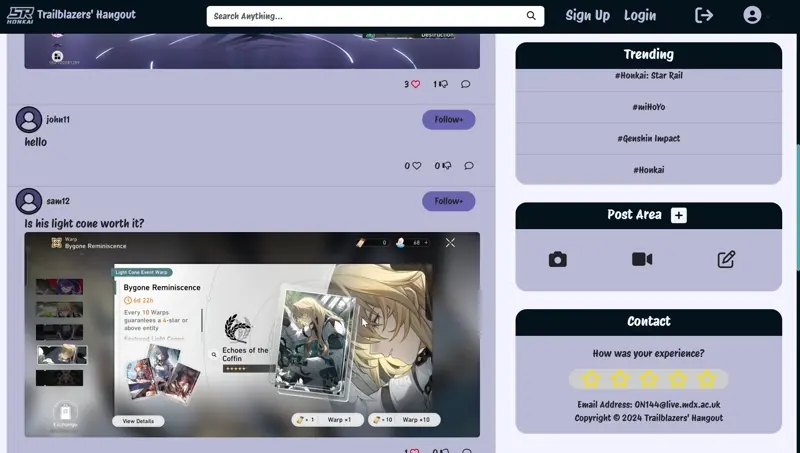 SR
HONKAI
Trailblazers' Hangout
Search Anything...
Sign Up
Login
Destruction
3
1
john11
Follow+
hello
0
0
sam12
Follow+
Is his light cone worth it?
Warp
Bygone Reminiscence
0
68 +
Light Cone Event Warp
Bygone Reminiscence
6d 22h
Every 10 Warps
guarantees a 4-star or
above entity
Featured Light Cones
Echoes of the
Coffin
Exchange
View Details
× 1 Warp ×1
× 10 Warp ×10
Trending
#Honkai: Star Rail
#miHoYo
#Genshin Impact
#Honkai
Post Area +
Contact
How was your experience?
Email Address: ON144@live.mdx.ac.uk
Copyright © 2024 Trailblazers' Hangout